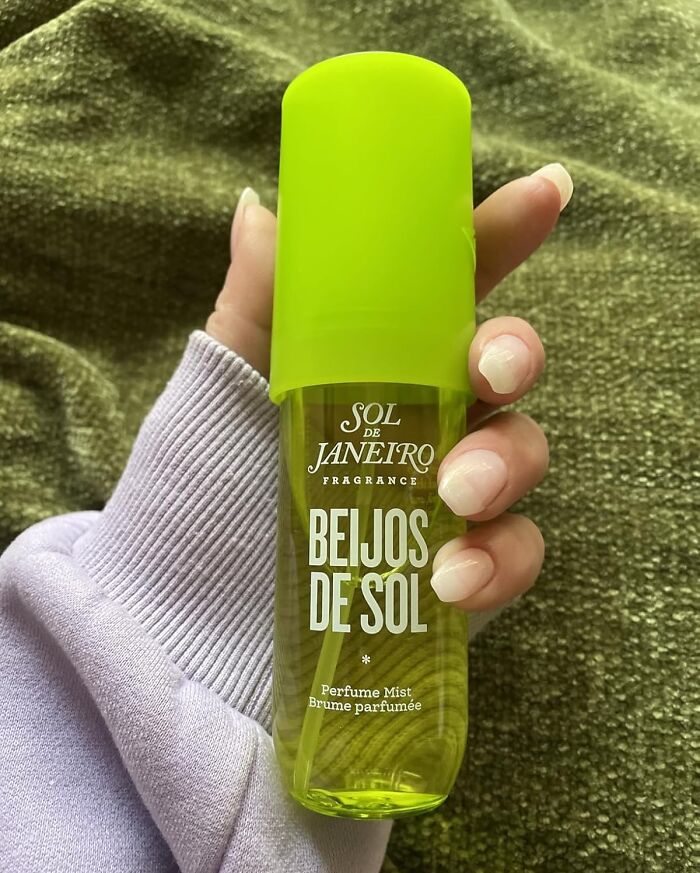 SOL
DE
JANEIRO
FRAGRANCE
BEIJOS
DE SOL
*
Perfume Mist
Brume parfumée